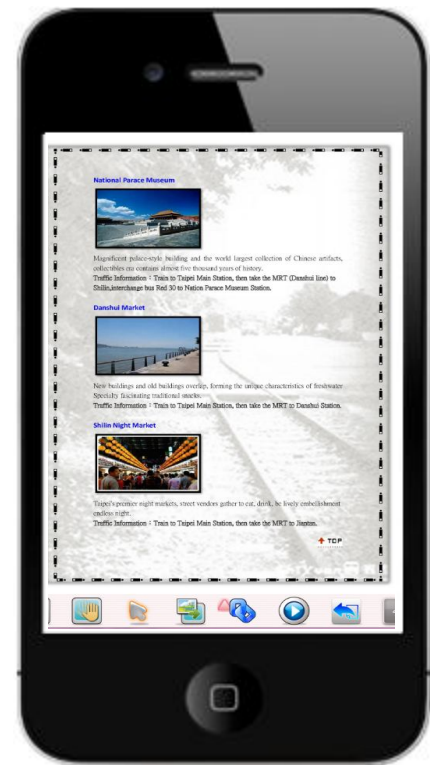 National Parace Museum
Magnificent palace-style building and the world largest collection of Chinese artifacts,
collectibles era contains almost five thousand years of history.
Traffic Information：Train to Taipei Main Station, then take the MRT (Danshui line) to
Shilin,interchange bus Red 30 to Nation Parace Museum Station.
Danshui Market
New buildings and old buildings overlap, forming the unique characteristics of freshwater
Specialty fascinating traditional snacks.
Traffic Information：Train to Taipei Main Station, then take the MRT to Danshui Station.
Shilin Night Market
Taipei's premier night markets, street vendors gather to eat, drink, be lively embellishment
endless night.
Traffic Information：Train to Taipei Main Station, then take the MRT to Jiantan.
TOP